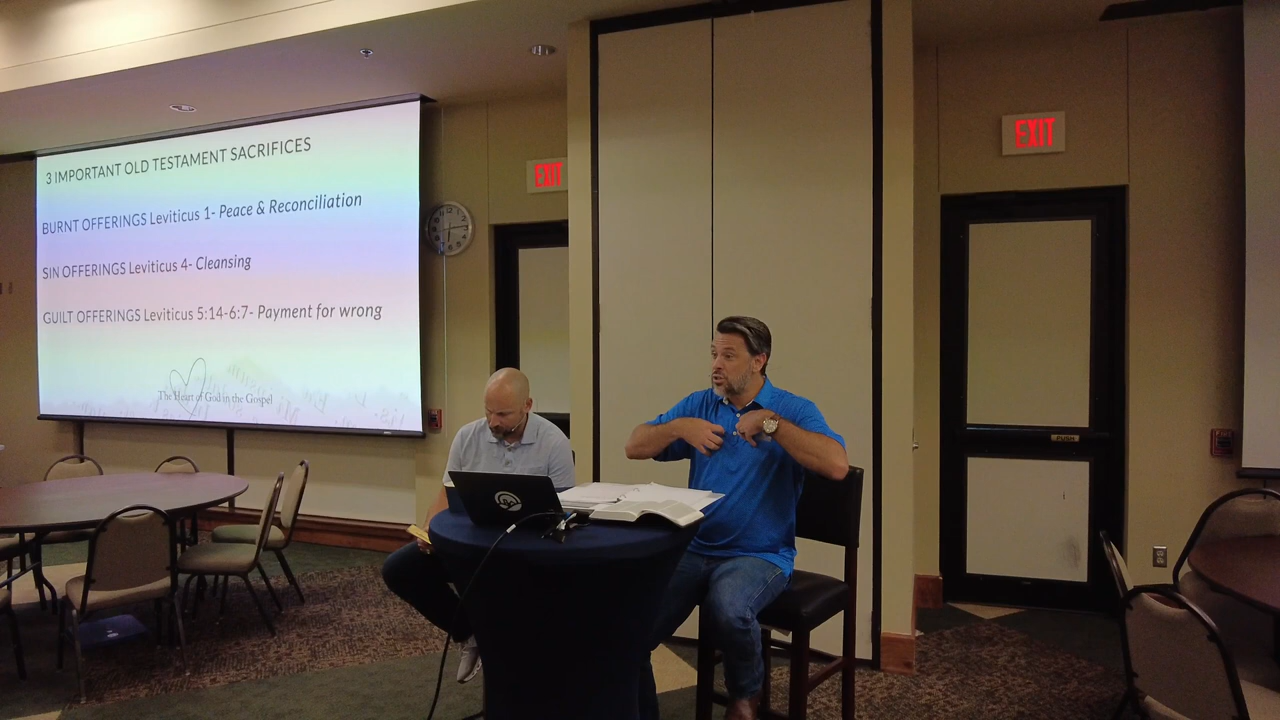 3 IMPORTANT OLD TESTAMENT SACRIFICES
BURNT OFFERINGS Leviticus 1- Peace & Reconciliation
SIN OFFERINGS Leviticus 4- Cleansing
GUILT OFFERINGS Leviticus 5:14-6:7- Payment for wrong
The Heart of God in the Gospel
EXIT
EXIT
PUSH